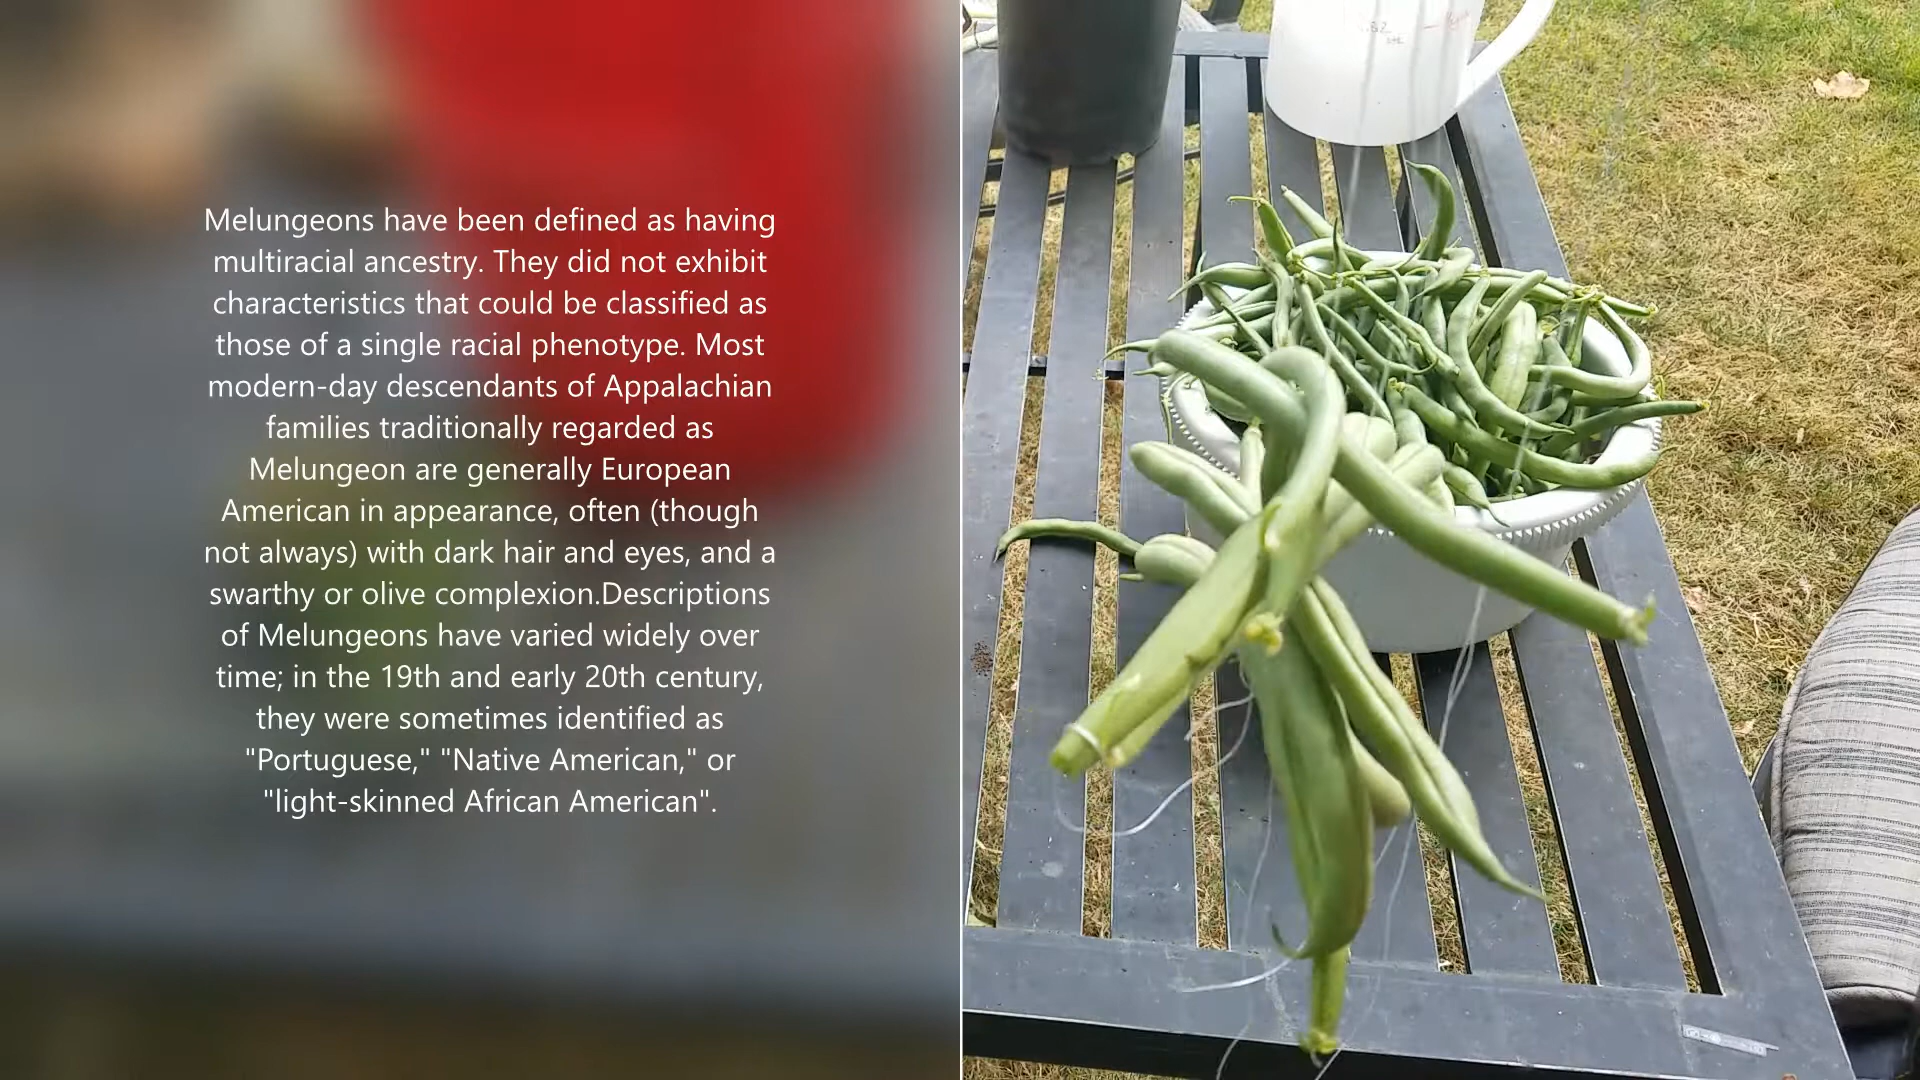 Melungeons have been defined as having
multiracial ancestry. They did not exhibit
characteristics that could be classified as
those of a single racial phenotype. Most
modern-day descendants of Appalachian
families traditionally regarded as
Melungeon are generally European
American in appearance, often (though
not always) with dark hair and eyes, and a
swarthy or olive complexion.Descriptions
of Melungeons have varied widely over
time; in the 19th and early 20th century,
they were sometimes identified as
"Portuguese," "Native American," or
"light-skinned African American".